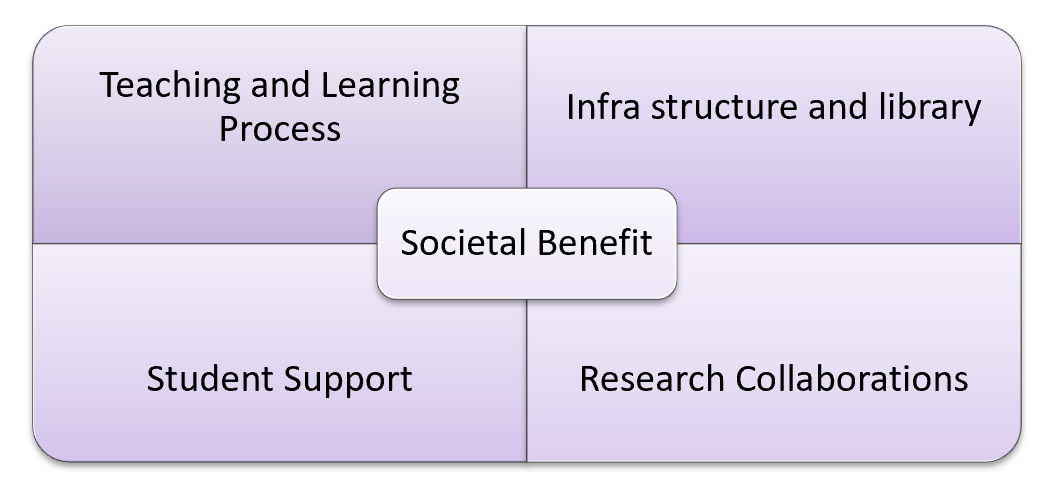 Teaching and Learning
Process
Infra structure and library
Societal Benefit
Student Support
Research Collaborations